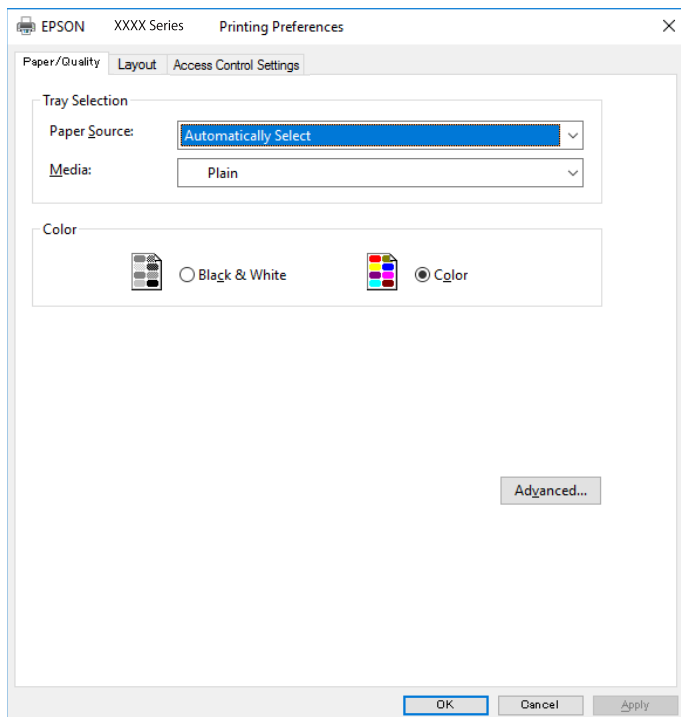 EPSON XXXX Series Printing Preferences
Paper/Quality Layout Access Control Settings
Tray Selection
Paper Source: Automatically Select
Media: Plain
Color
Black & White Color
Advanced...
OK Cancel Apply